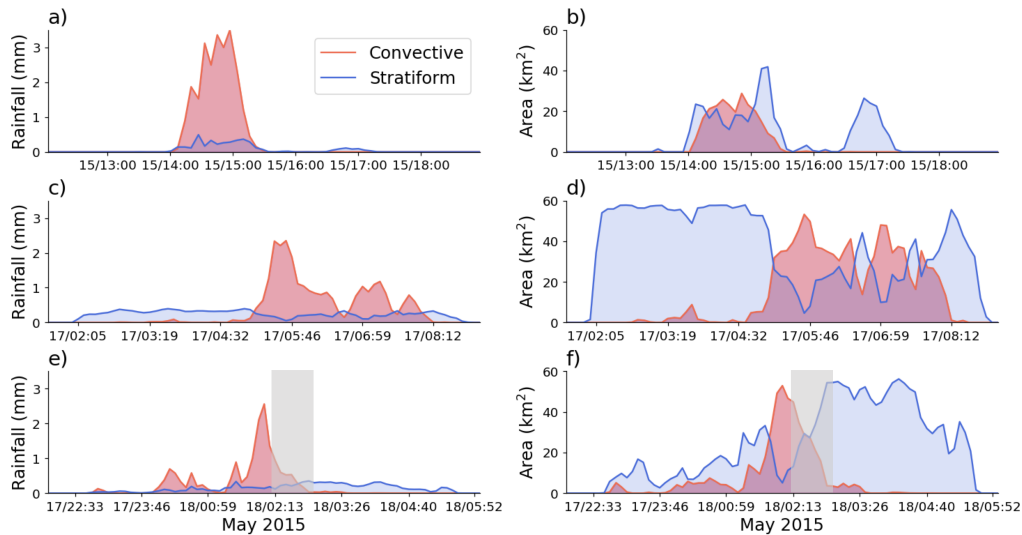 a)
Rainfall (mm)
3
2
1
0
Convective
Stratiform
15/13:00 15/14:00 15/15:00 15/16:00 15/17:00 15/18:00
b)
Area (km²)
60
40
20
0
15/13:00 15/14:00 15/15:00 15/16:00 15/17:00 15/18:00
c)
Rainfall (mm)
3
2
1
0
17/02:05 17/03:19 17/04:32 17/05:46 17/06:59 17/08:12
d)
Area (km²)
60
40
20
0
17/02:05 17/03:19 17/04:32 17/05:46 17/06:59 17/08:12
e)
Rainfall (mm)
3
2
1
0
17/22:33 17/23:46 18/00:59 18/02:13 18/03:26 18/04:40 18/05:52
May 2015
f)
Area (km²)
60
40
20
0
17/22:33 17/23:46 18/00:59 18/02:13 18/03:26 18/04:40 18/05:52
May 2015